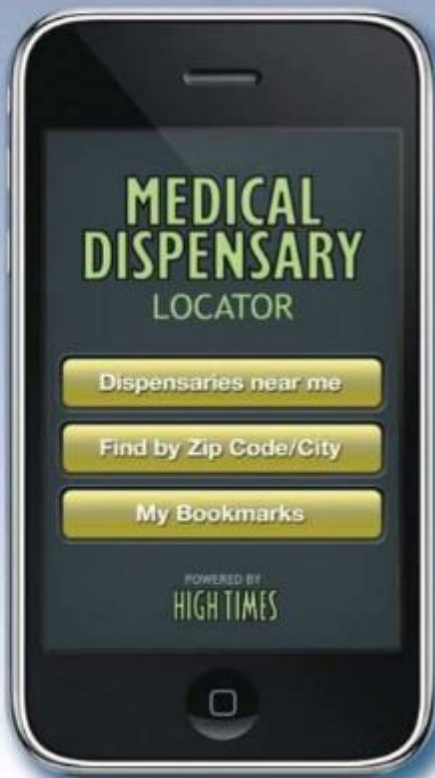 MEDICAL
DISPENSARY
LOCATOR
Dispensaries near me
Find by Zip Code/City
My Bookmarks
POWERED BY
HIGH TIMES